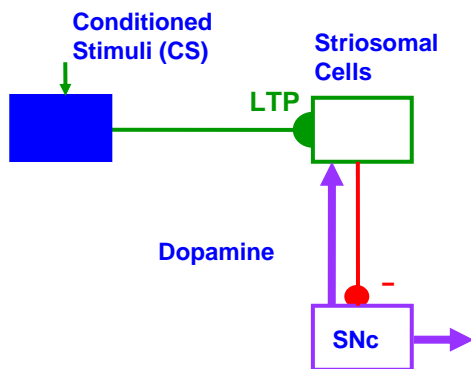 Conditioned
Stimuli (CS)
Striosomal
Cells
LTP
Dopamine
–
SNc